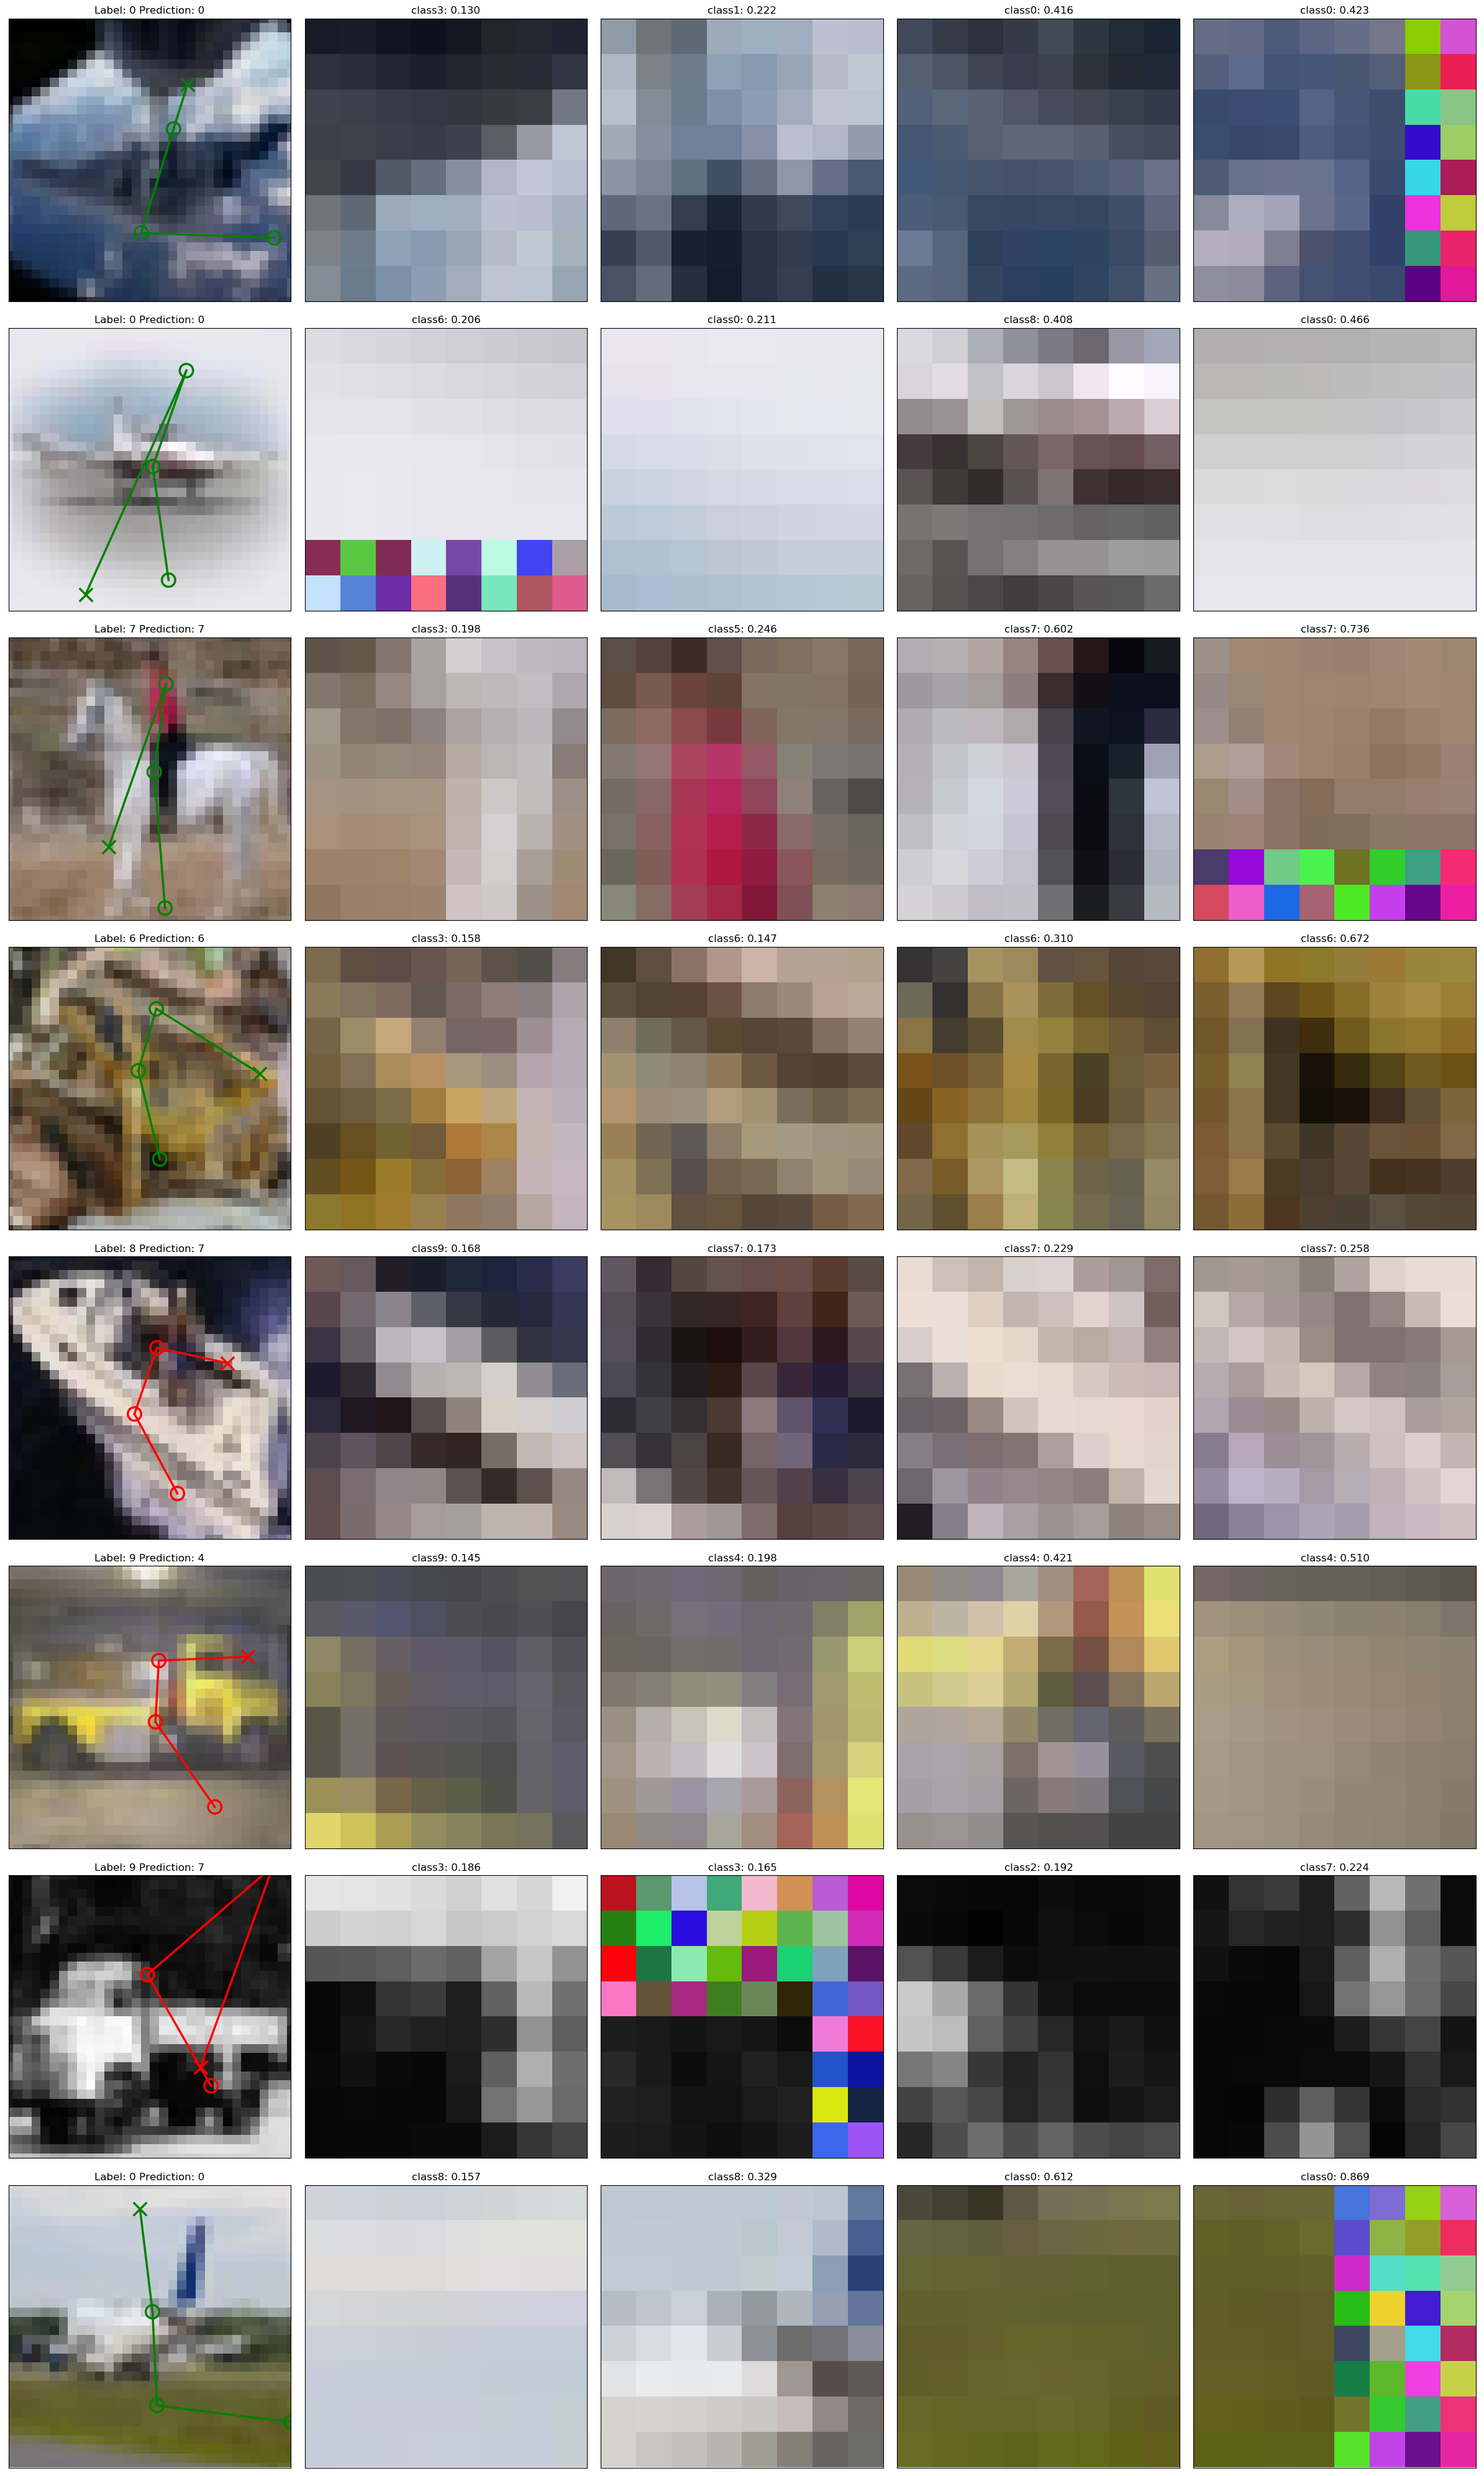 Label: 0 Prediction: 0 class3: 0.130 class1: 0.222 class0: 0.416 class0: 0.423
Label: 0 Prediction: 0 class6: 0.206 class0: 0.211 class8: 0.408 class0: 0.466
Label: 7 Prediction: 7 class3: 0.198 class5: 0.246 class7: 0.602 class7: 0.736
Label: 6 Prediction: 6 class3: 0.158 class6: 0.147 class6: 0.310 class6: 0.672
Label: 8 Prediction: 7 class9: 0.168 class7: 0.173 class7: 0.229 class7: 0.258
Label: 9 Prediction: 4 class9: 0.145 class4: 0.198 class4: 0.421 class4: 0.510
Label: 9 Prediction: 7 class3: 0.186 class3: 0.165 class2: 0.192 class7: 0.224
Label: 0 Prediction: 0 class8: 0.157 class8: 0.329 class0: 0.612 class0: 0.869